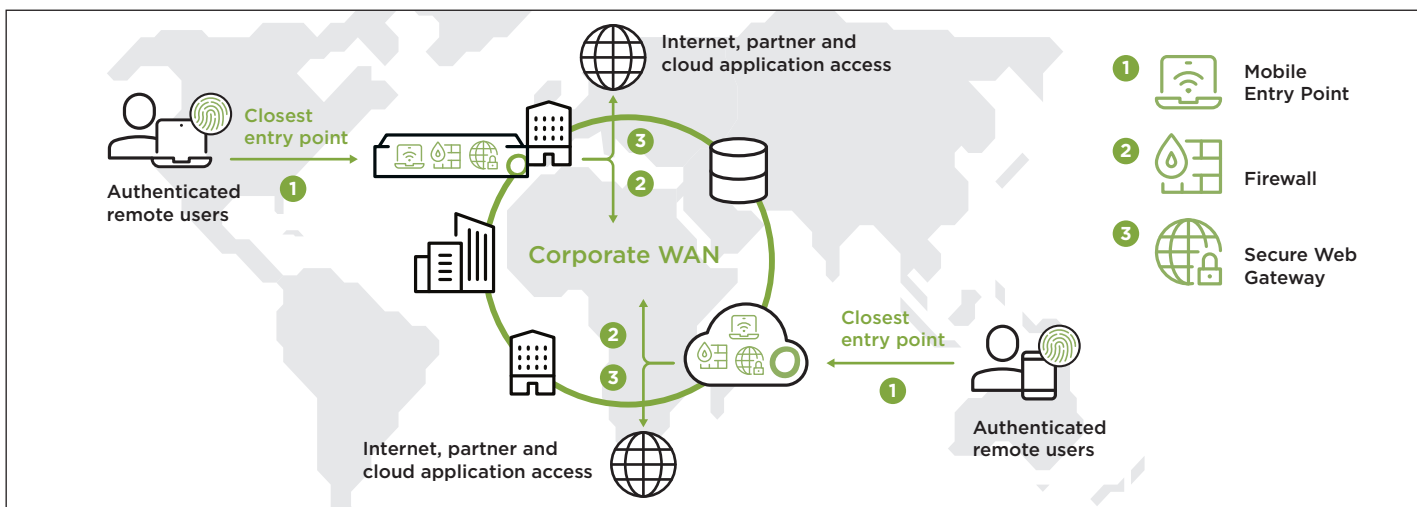 Internet, partner and
cloud application access
Closest
entry point
1
Authenticated
remote users
3
2
Corporate WAN
2
3
Closest
entry point
1
Authenticated
remote users
Internet, partner and
cloud application access
1
Mobile
Entry Point
2
Firewall
3
Secure Web
Gateway